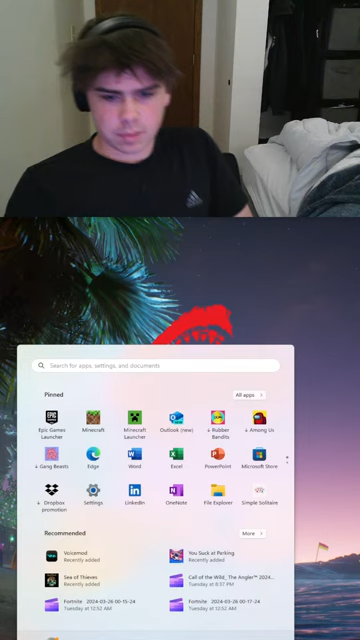 Search for apps, settings, and documents
Pinned
All apps
Epic Games Launcher
Minecraft
Minecraft Launcher
Outlook (new)
Rubber Bandits
Among Us
Gang Beasts
Edge
Word
Excel
PowerPoint
Microsoft Store
Dropbox promotion
Settings
LinkedIn
OneNote
File Explorer
Simple Solitaire
Recommended
More
Voicemod
Recently added
You Suck at Parking
Recently added
Sea of Thieves
Recently added
Call of the Wild, The Angler™ 2024...
Tuesday at 8:37 PM
Fortnite 2024-03-26 00-15-24
Tuesday at 12:52 AM
Fortnite 2024-03-26 00-17-24
Tuesday at 12:52 AM